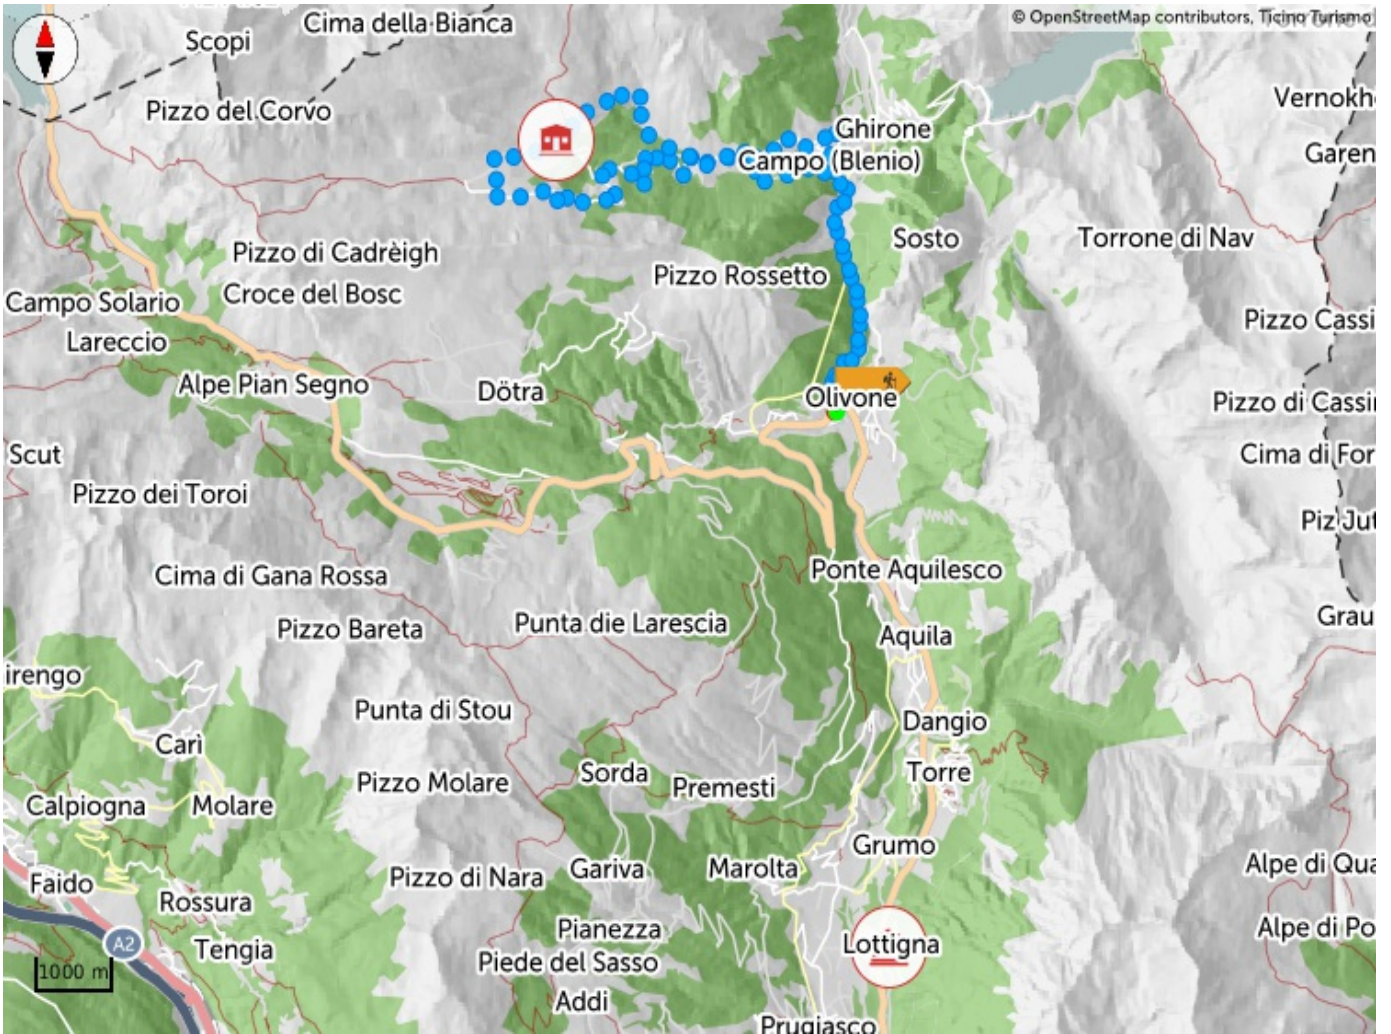 © OpenStreetMap contributors, Ticino Turismo
Cima della Bianca
Scopi
Pizzo del Corvo
Vernokh
Ghirone
Garen
Campo (Blenio)
Sosto
Torrone di Nav
Pizzo di Cadrèigh
Pizzo Rossetto
Campo Solario
Croce del Bosc
Pizzo Cassi
Lareccio
Alpe Pian Segno
Dötra
Olivone
Pizzo di Cassi
Scut
Cima di For
Pizzo dei Toroi
Piz Jut
Cima di Gana Rossa
Ponte Aquilesco
Grau
Pizzo Bareta
Punta die Larescia
Aquila
irengo
Punta di Stou
Dangio
Carì
Sorda
Torre
Pizzo Molare
Premesti
Calpiogna
Molare
Grumo
Gariva
Marolta
Alpe di Qua
Faido
Pizzo di Nara
Rossura
Pianezza
Alpe di Po
A2
Tengia
Lottigna
Piede del Sasso
1000 m
Addi
Prugiasco